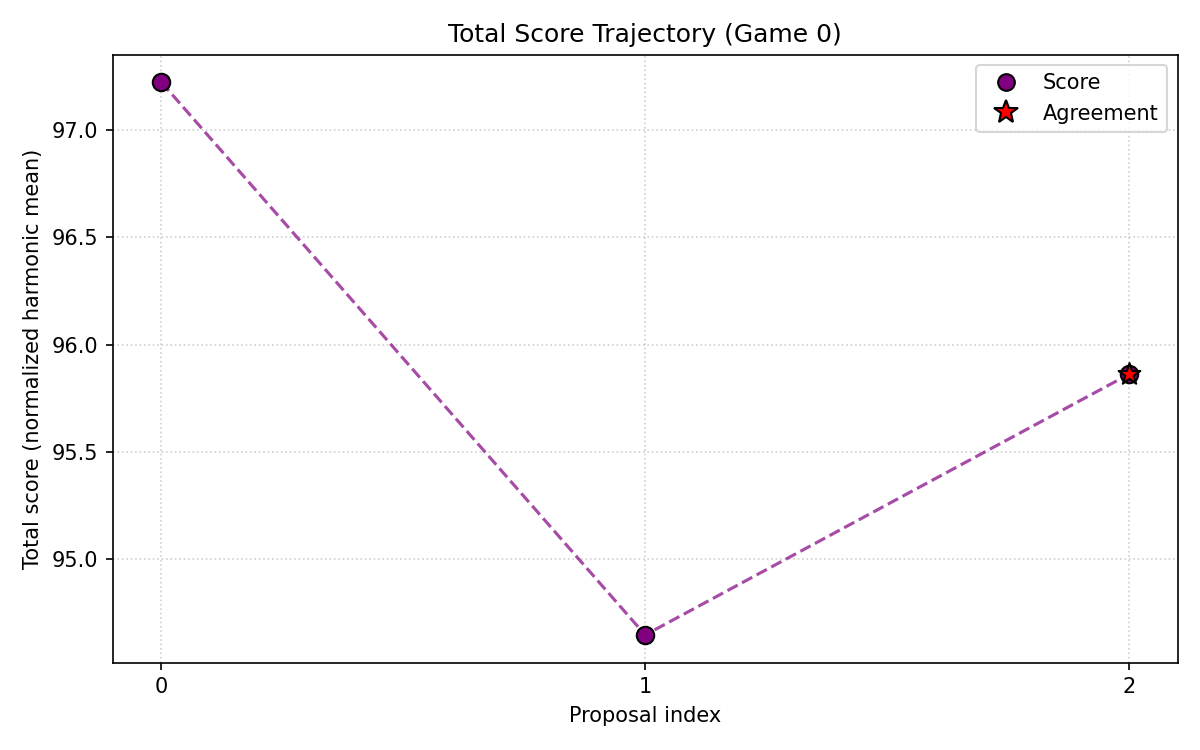 Total Score Trajectory (Game 0)
Score
Agreement
Total score (normalized harmonic mean)
97.0
96.5
96.0
95.5
95.0
0 1 2
Proposal index